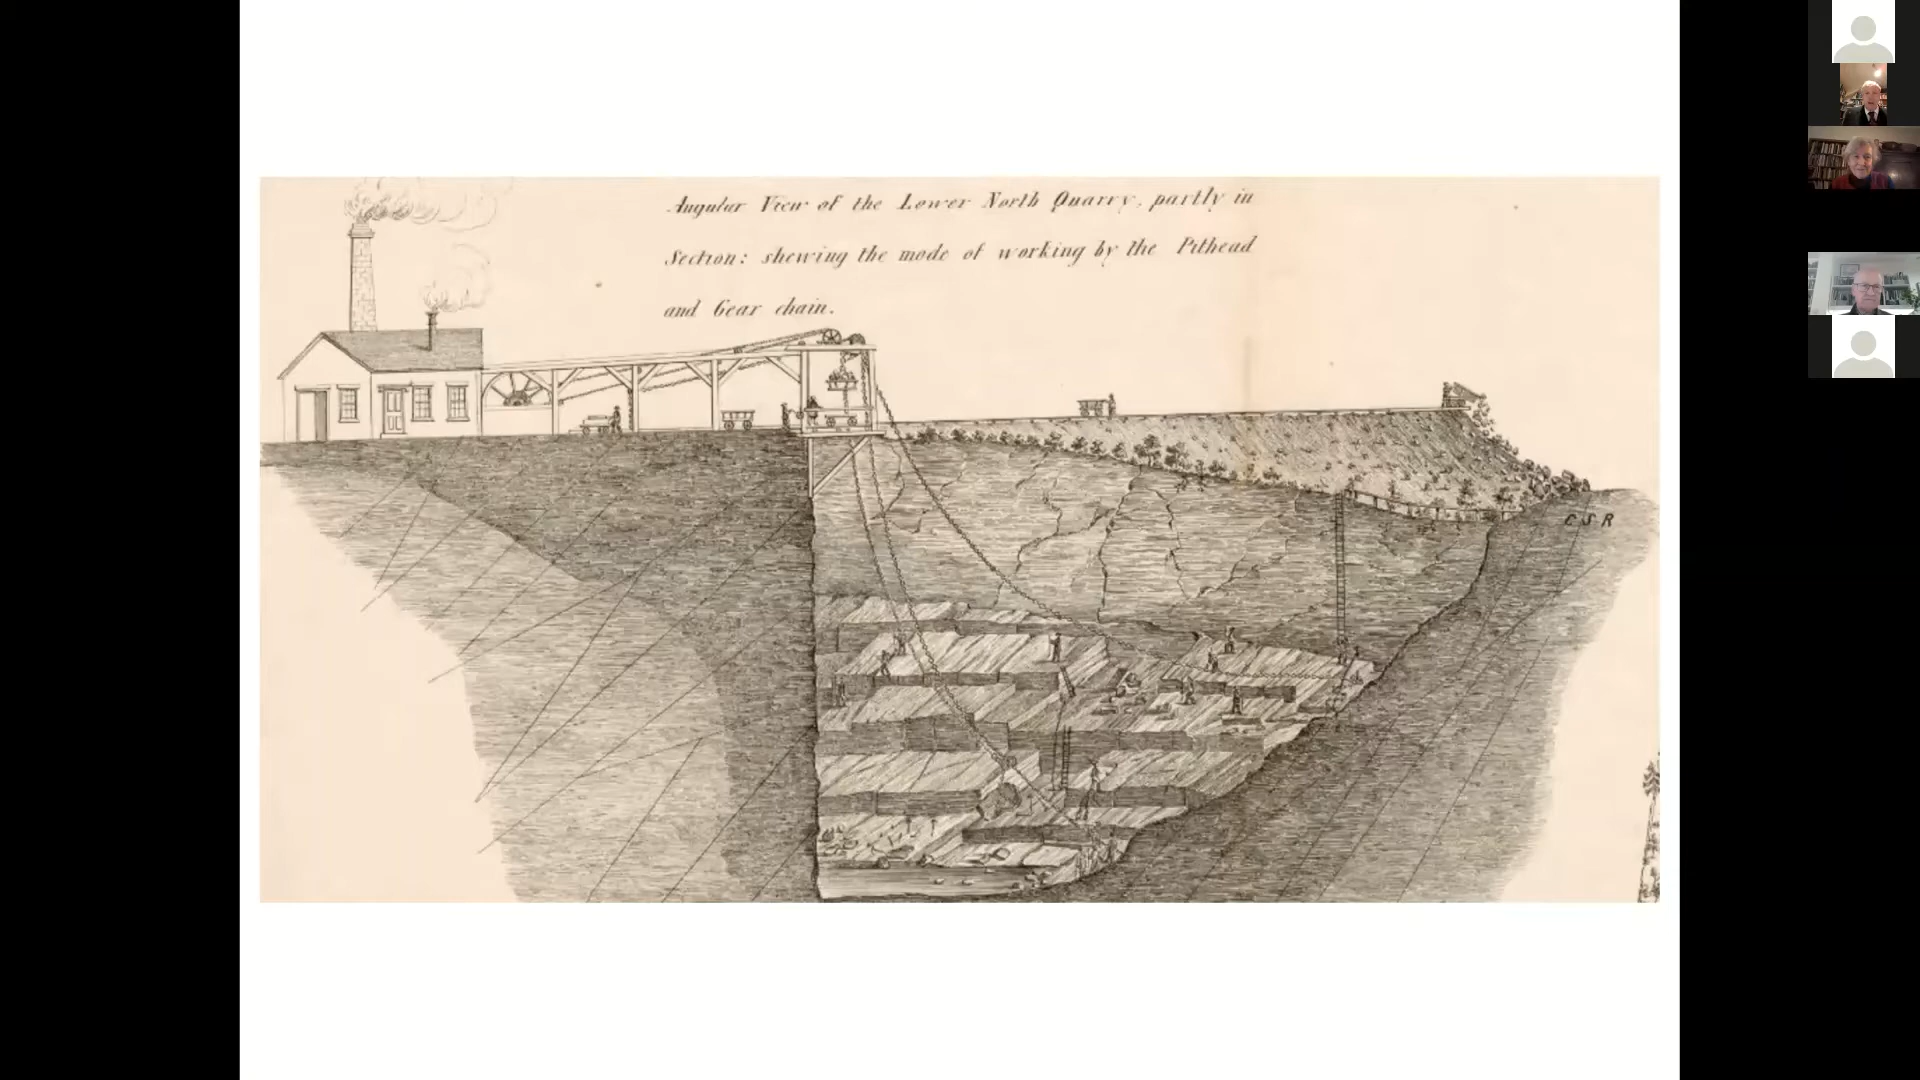 Angular View of the Lower North Quarry, partly in
Section: shewing the mode of working by the Pithead
and Gear chain.
C S R